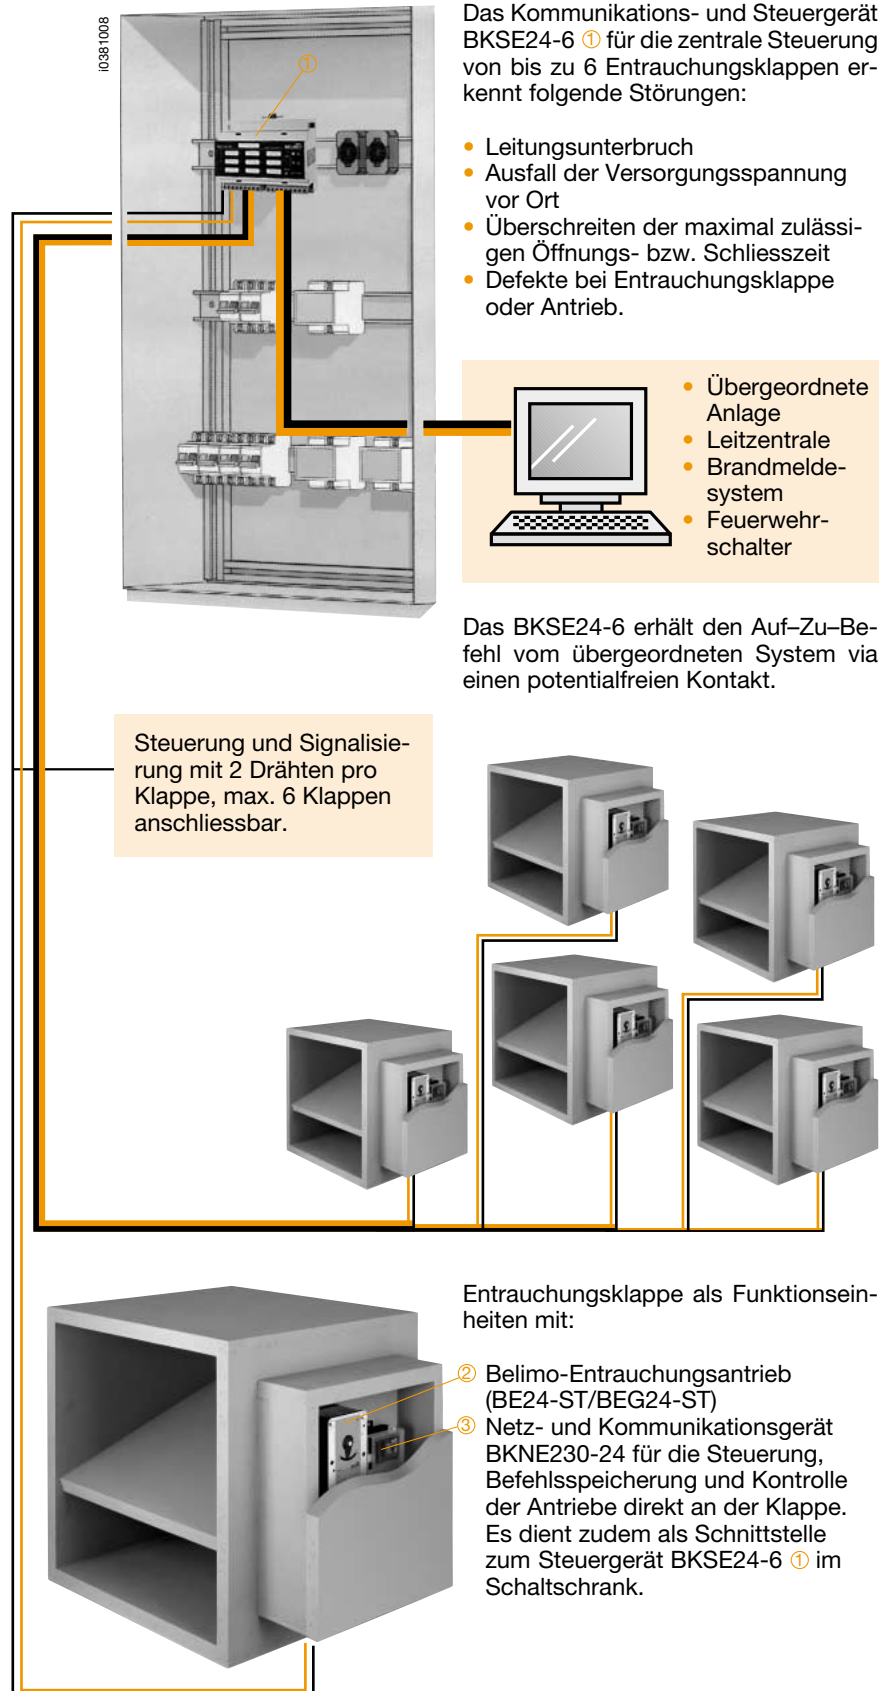 i0381008
①
Das Kommunikations- und Steuergerät
BKSE24-6 ① für die zentrale Steuerung
von bis zu 6 Entrauchungsklappen er-
kennt folgende Störungen:
• Leitungsunterbruch
• Ausfall der Versorgungsspannung
vor Ort
• Überschreiten der maximal zulässi-
gen Öffnungs- bzw. Schliesszeit
• Defekte bei Entrauchungsklappe
oder Antrieb.
• Übergeordnete
Anlage
• Leitzentrale
• Brandmelde-
system
• Feuerwehr-
schalter
Das BKSE24-6 erhält den Auf–Zu–Be-
fehl vom übergeordneten System via
einen potentialfreien Kontakt.
Steuerung und Signalisie-
rung mit 2 Drähten pro
Klappe, max. 6 Klappen
anschliessbar.
Entrauchungsklappe als Funktionsein-
heiten mit:
② Belimo-Entrauchungsantrieb
(BE24-ST/BEG24-ST)
③ Netz- und Kommunikationsgerät
BKNE230-24 für die Steuerung,
Befehlsspeicherung und Kontrolle
der Antriebe direkt an der Klappe.
Es dient zudem als Schnittstelle
zum Steuergerät BKSE24-6 ① im
Schaltschrank.